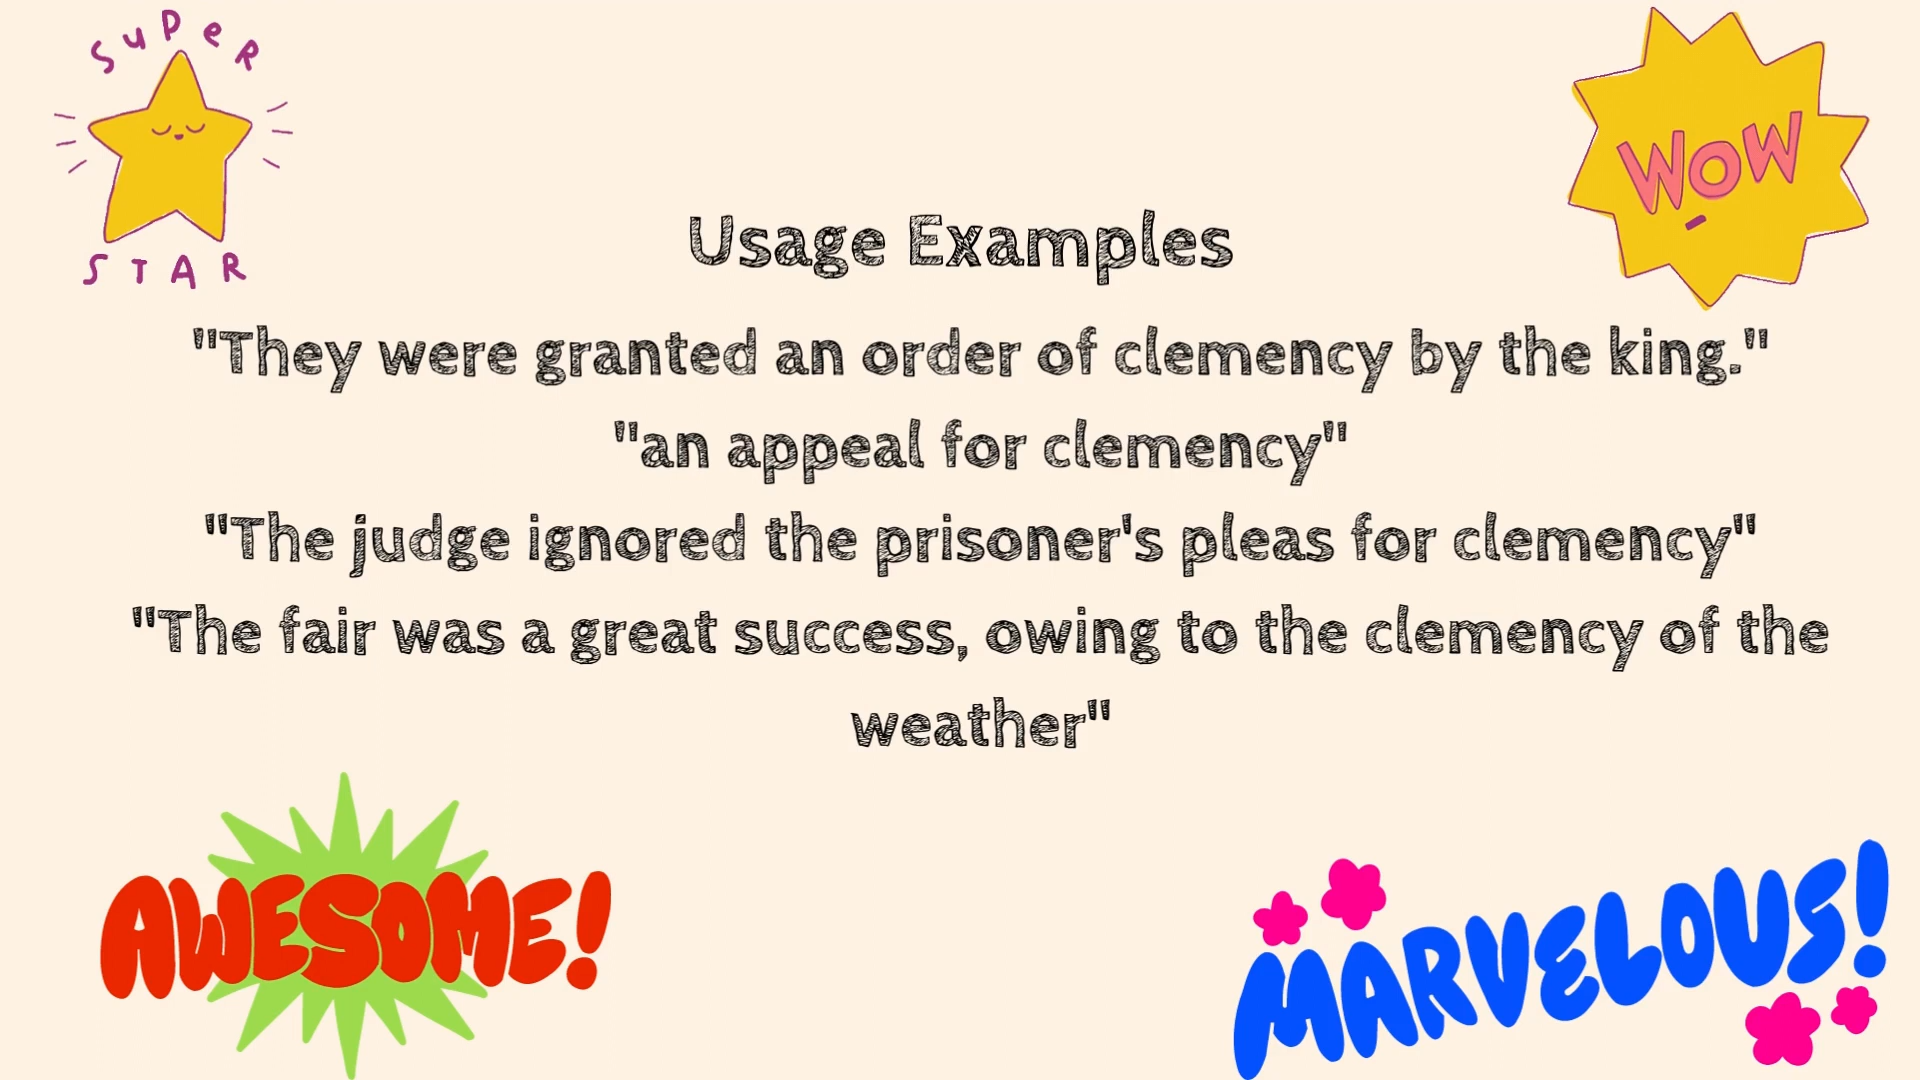 SUPER
STAR
WOW
Usage Examples
"They were granted an order of clemency by the king."
"an appeal for clemency"
"The judge ignored the prisoner's pleas for clemency"
"The fair was a great success, owing to the clemency of the
weather"
AWESOME!
MARVELOUS!